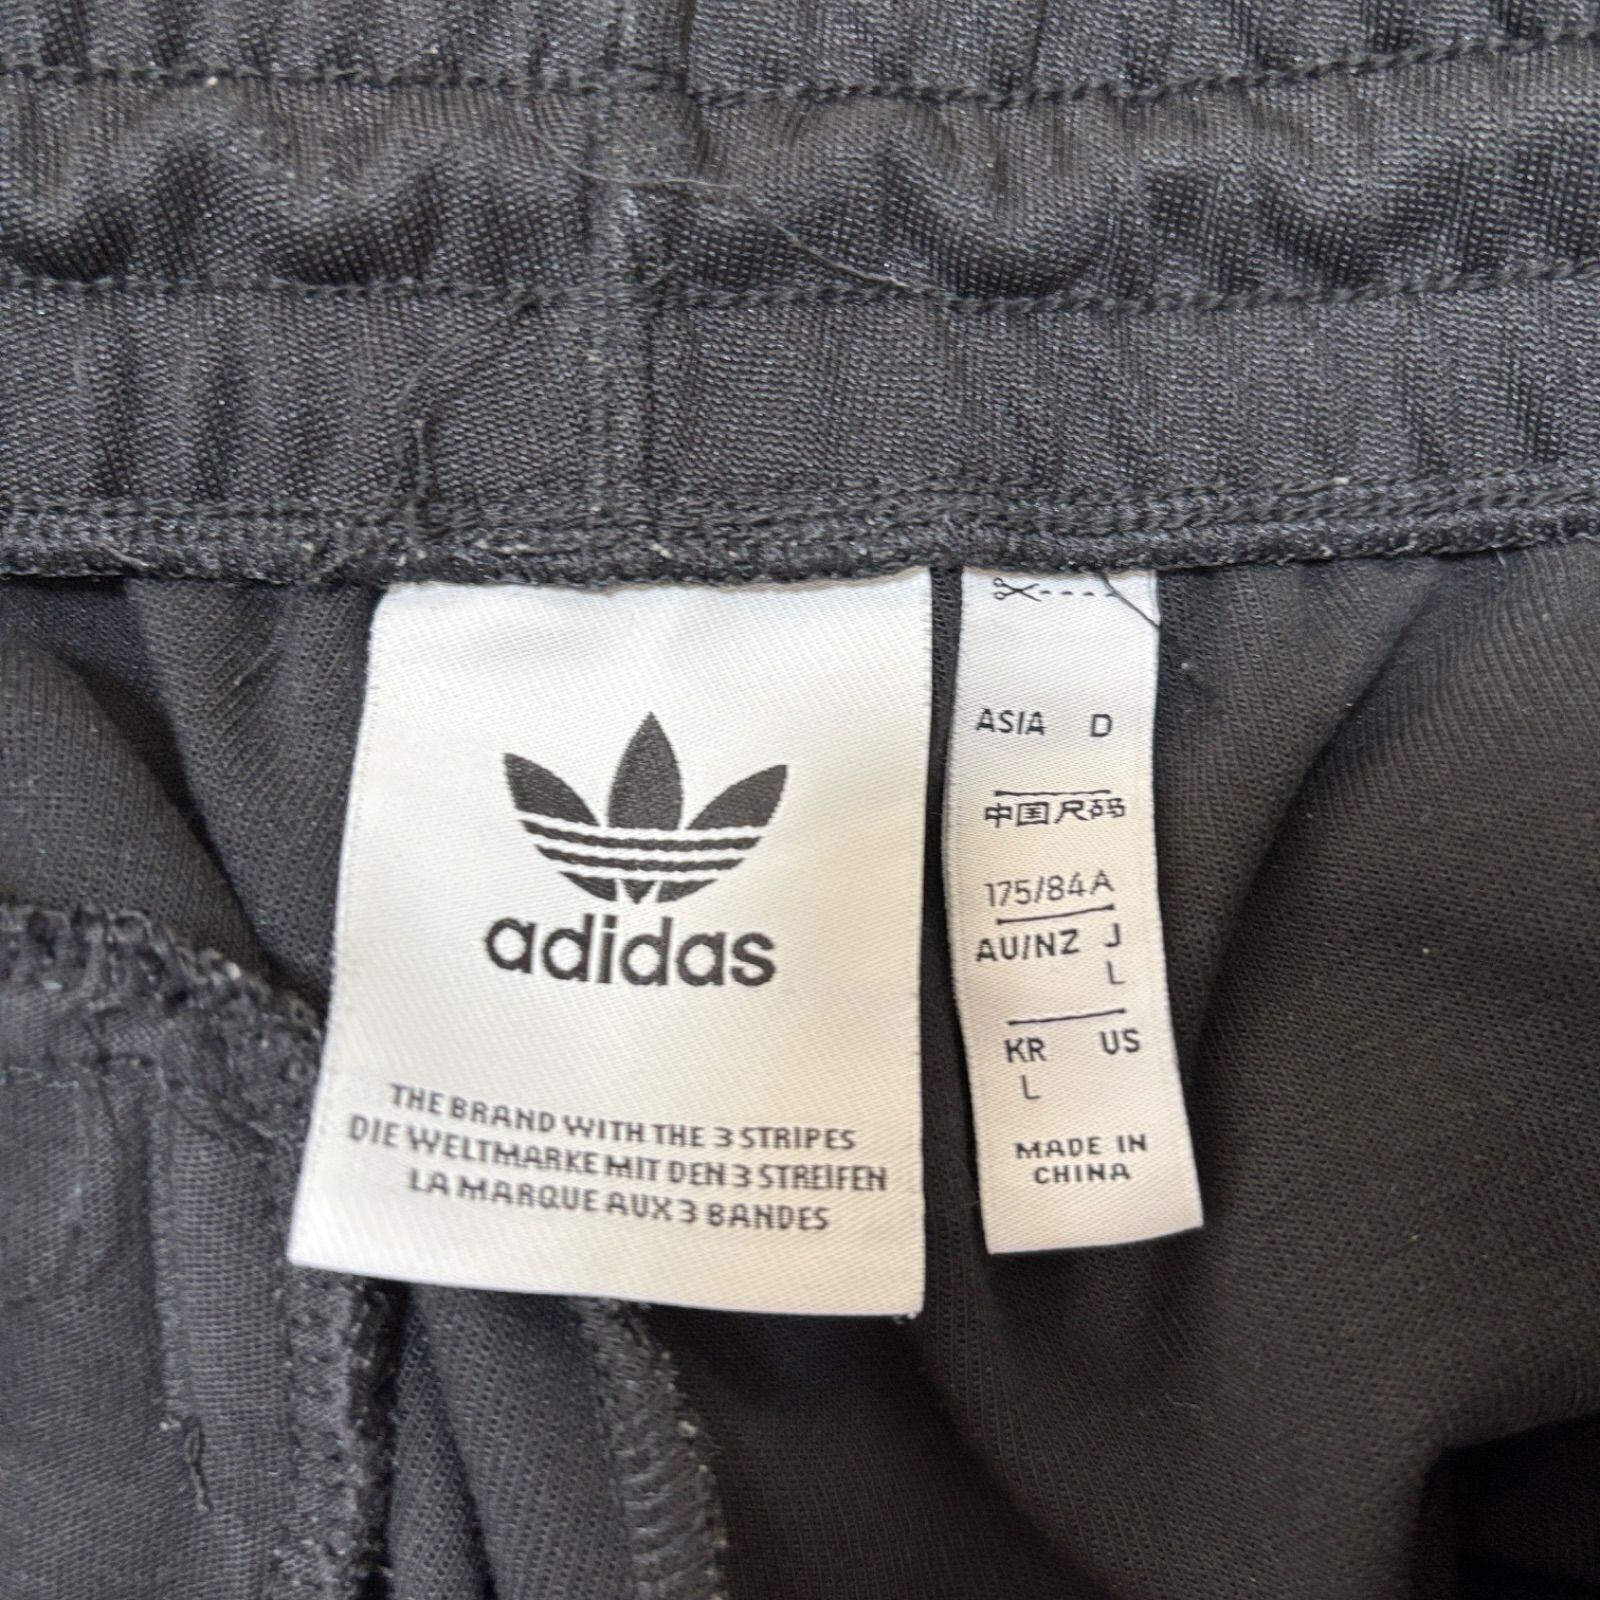 adidas
THE BRAND WITH THE 3 STRIPES
DIE WELTMARKE MIT DEN 3 STREIFEN
LA MARQUE AUX 3 BANDES
ASIA D
中国尺码
175/84A
AU/NZ J
L
KR US
L
MADE IN
CHINA